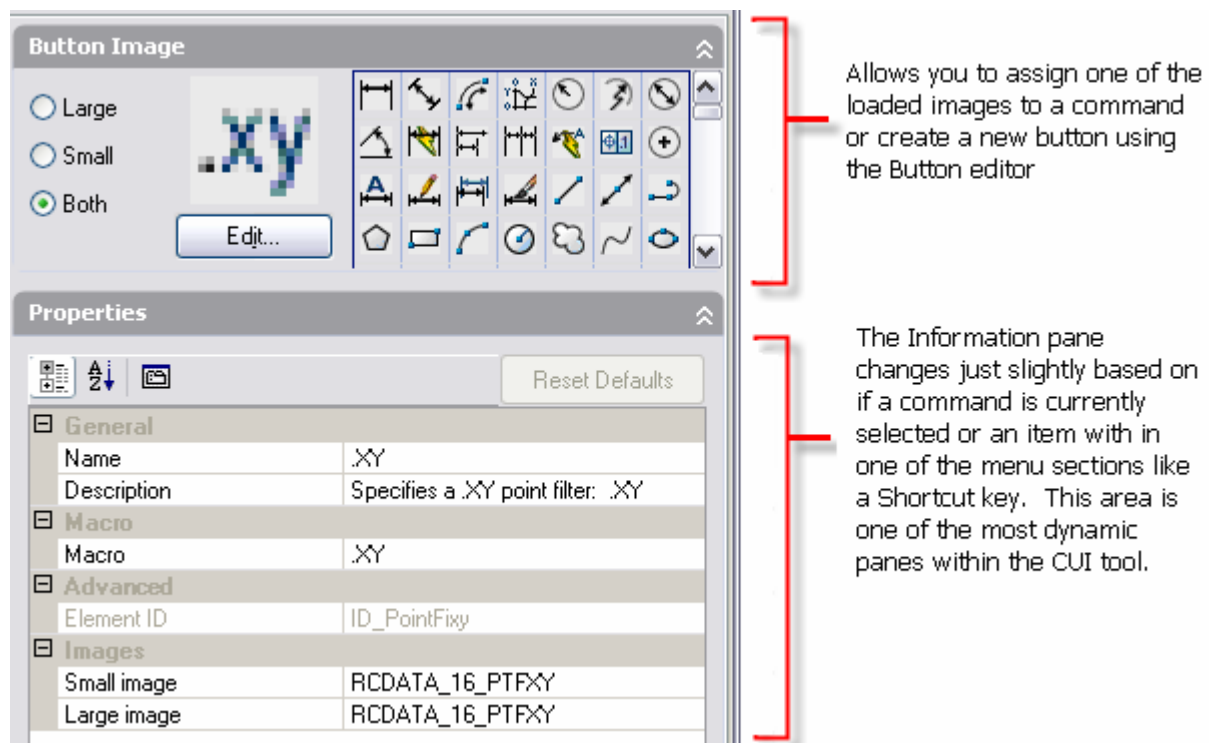 Button Image
Large
Small
Both
.xy
Edit...
Allows you to assign one of the
loaded images to a command
or create a new button using
the Button editor
Properties
Reset Defaults
General
Name .XY
Description Specifies a .XY point filter: .XY
Macro
Macro .XY
Advanced
Element ID ID_PointFixy
Images
Small image RCDATA_16_PTFXY
Large image RCDATA_16_PTFXY
The Information pane
changes just slightly based on
if a command is currently
selected or an item with in
one of the menu sections like
a Shortcut key. This area is
one of the most dynamic
panes within the CUI tool.